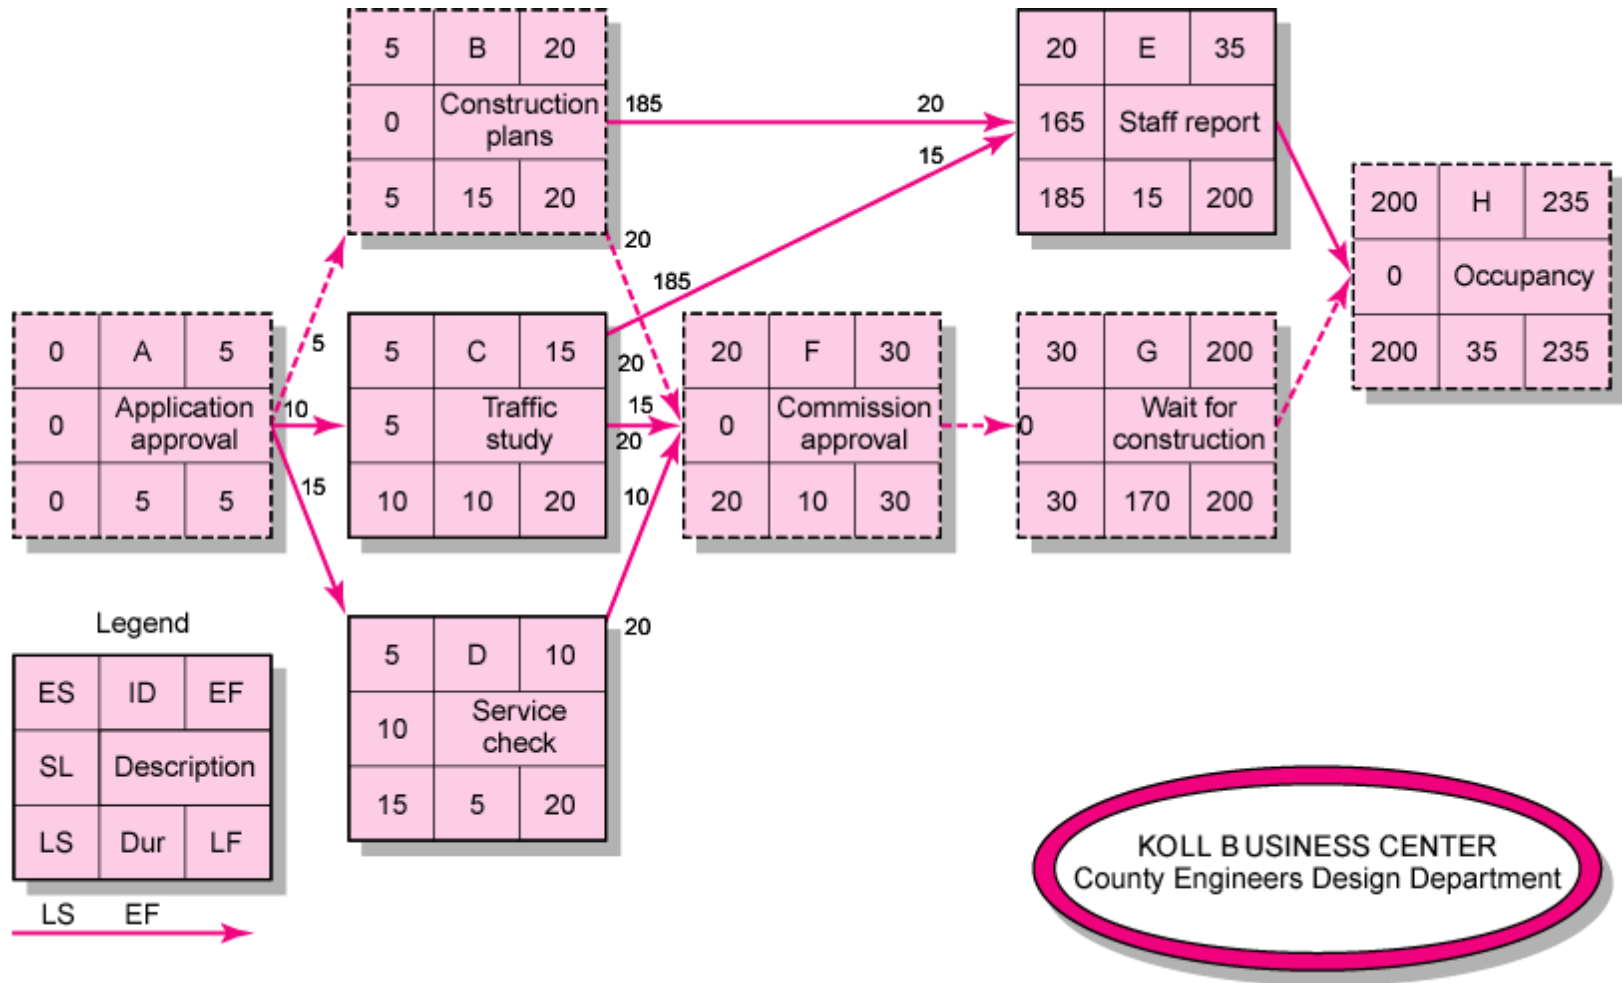 5 B 20
0 Construction
plans
5 15 20
185 20
15
20 E 35
165 Staff report
185 15 200
200 H 235
0 Occupancy
200 35 235
20
185
0 A 5
0 Application
approval
0 5 5
5
10
15
5 C 15
5 Traffic
study
10 10 20
20
15
20
10
20
20 F 30
0 Commission
approval
20 10 30
30 G 200
0 Wait for
construction
30 170 200
5 D 10
10 Service
check
15 5 20
Legend
ES ID EF
SL Description
LS Dur LF
LS EF
KOLL BUSINESS CENTER
County Engineers Design Department